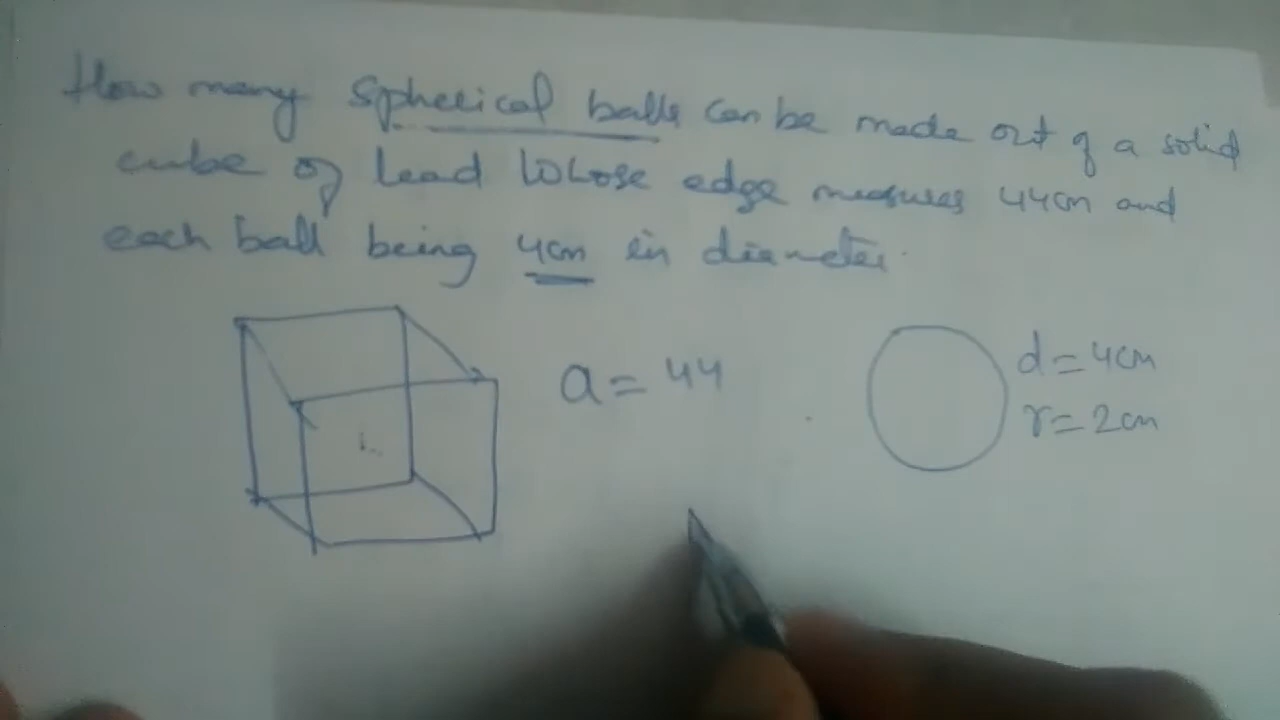 How many spherical balls can be made out of a solid
cube of lead whose edge measures 44cm and
each ball being 4cm in diameter.
a = 44
d = 4cm
r = 2cm